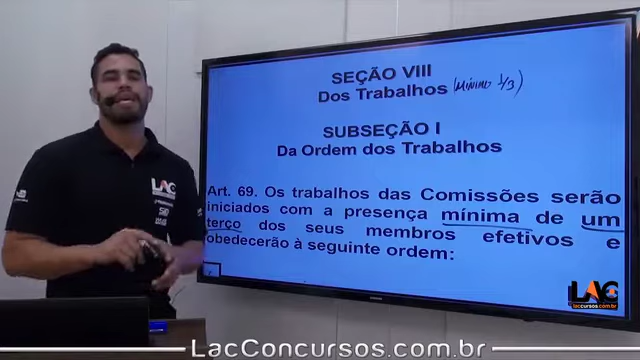 SEÇÃO VIII
Dos Trabalhos (MÍNIMO 1/3)
SUBSEÇÃO I
Da Ordem dos Trabalhos
Art. 69. Os trabalhos das Comissões serão
iniciados com a presença mínima de um
terço dos seus membros efetivos e
obedecerão à seguinte ordem:
LAC
CONCURSOS
LAC
laccursos.com.br
LacConcursos.com.br